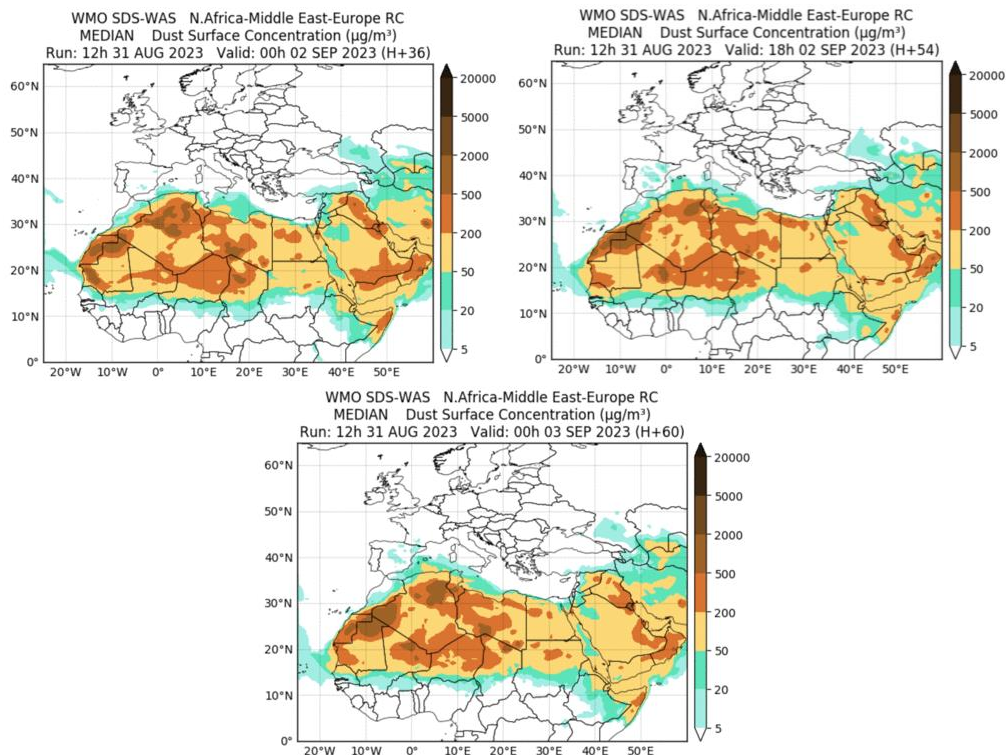 WMO SDS-WAS   N.Africa-Middle East-Europe RC
MEDIAN    Dust Surface Concentration (µg/m³)
Run: 12h 31 AUG 2023   Valid: 00h 02 SEP 2023 (H+36)
60°N
50°N
40°N
30°N
20°N
10°N
0°
20°W 10°W 0° 10°E 20°E 30°E 40°E 50°E
20000
5000
2000
500
200
50
20
5
WMO SDS-WAS   N.Africa-Middle East-Europe RC
MEDIAN    Dust Surface Concentration (µg/m³)
Run: 12h 31 AUG 2023   Valid: 18h 02 SEP 2023 (H+54)
60°N
50°N
40°N
30°N
20°N
10°N
0°
20°W 10°W 0° 10°E 20°E 30°E 40°E 50°E
20000
5000
2000
500
200
50
20
5
WMO SDS-WAS   N.Africa-Middle East-Europe RC
MEDIAN    Dust Surface Concentration (µg/m³)
Run: 12h 31 AUG 2023   Valid: 00h 03 SEP 2023 (H+60)
60°N
50°N
40°N
30°N
20°N
10°N
0°
20°W 10°W 0° 10°E 20°E 30°E 40°E 50°E
20000
5000
2000
500
200
50
20
5